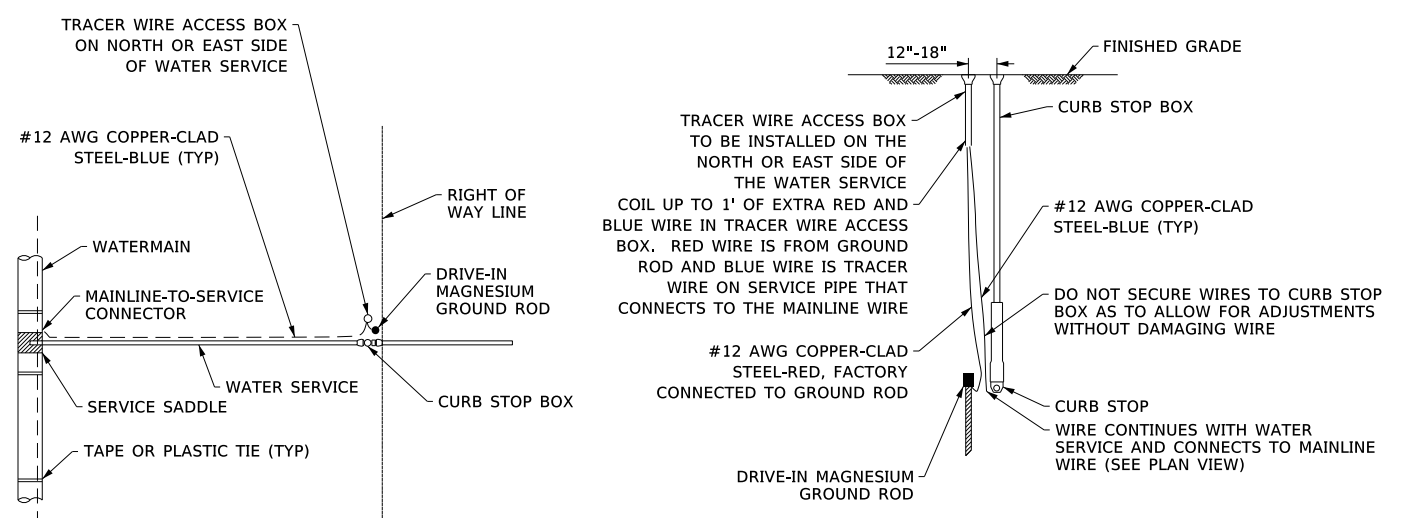 TRACER WIRE ACCESS BOX
ON NORTH OR EAST SIDE
OF WATER SERVICE
#12 AWG COPPER-CLAD
STEEL-BLUE (TYP)
RIGHT OF
WAY LINE
WATERMAIN
MAINLINE-TO-SERVICE
CONNECTOR
DRIVE-IN
MAGNESIUM
GROUND ROD
WATER SERVICE
SERVICE SADDLE
CURB STOP BOX
TAPE OR PLASTIC TIE (TYP)
12"-18"
FINISHED GRADE
CURB STOP BOX
TRACER WIRE ACCESS BOX
TO BE INSTALLED ON THE
NORTH OR EAST SIDE OF
THE WATER SERVICE
COIL UP TO 1' OF EXTRA RED AND
BLUE WIRE IN TRACER WIRE ACCESS
BOX. RED WIRE IS FROM GROUND
ROD AND BLUE WIRE IS TRACER
WIRE ON SERVICE PIPE THAT
CONNECTS TO THE MAINLINE WIRE
#12 AWG COPPER-CLAD
STEEL-BLUE (TYP)
DO NOT SECURE WIRES TO CURB STOP
BOX AS TO ALLOW FOR ADJUSTMENTS
WITHOUT DAMAGING WIRE
#12 AWG COPPER-CLAD
STEEL-RED, FACTORY
CONNECTED TO GROUND ROD
CURB STOP
WIRE CONTINUES WITH WATER
SERVICE AND CONNECTS TO MAINLINE
WIRE (SEE PLAN VIEW)
DRIVE-IN MAGNESIUM
GROUND ROD